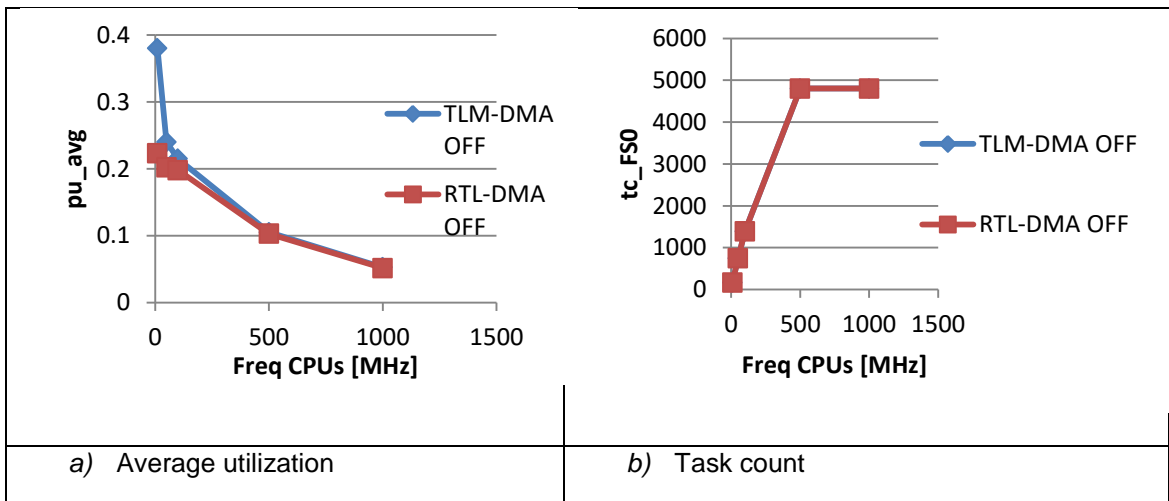 pu_avg
0.4
0.3
0.2
0.1
0
0
500
1000
1500
Freq CPUs [MHz]
TLM-DMA
OFF
RTL-DMA
OFF
tc_FS0
6000
5000
4000
3000
2000
1000
0
0
500
1000
1500
Freq CPUs [MHz]
TLM-DMA OFF
RTL-DMA OFF
a) Average utilization
b) Task count